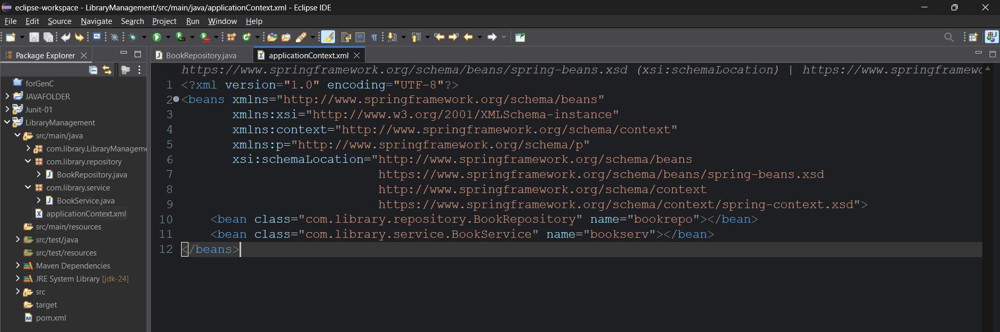 eclipse-workspace - LibraryManagement/src/main/java/applicationContext.xml - Eclipse IDE
File Edit Source Navigate Search Project Run Window Help
Package Explorer
BookRepository.java
applicationContext.xml
forGenC
JAVAFOLDER
Junit-01
LibraryManagement
src/main/java
com.library.LibraryManageme
com.library.repository
BookRepository.java
com.library.service
BookService.java
applicationContext.xml
src/main/resources
src/test/java
src/test/resources
Maven Dependencies
JRE System Library [jdk-24]
src
target
pom.xml
https://www.springframework.org/schema/beans/spring-beans.xsd (xsi:schemaLocation) | https://www.springframewo
1 <?xml version="1.0" encoding="UTF-8"?>
2 <beans xmlns="http://www.springframework.org/schema/beans"
3 xmlns:xsi="http://www.w3.org/2001/XMLSchema-instance"
4 xmlns:context="http://www.springframework.org/schema/context"
5 xmlns:p="http://www.springframework.org/schema/p"
6 xsi:schemaLocation="http://www.springframework.org/schema/beans
7 https://www.springframework.org/schema/beans/spring-beans.xsd
8 http://www.springframework.org/schema/context
9 https://www.springframework.org/schema/context/spring-context.xsd">
10 <bean class="com.library.repository.BookRepository" name="bookrepo"></bean>
11 <bean class="com.library.service.BookService" name="bookserv"></bean>
12 </beans>